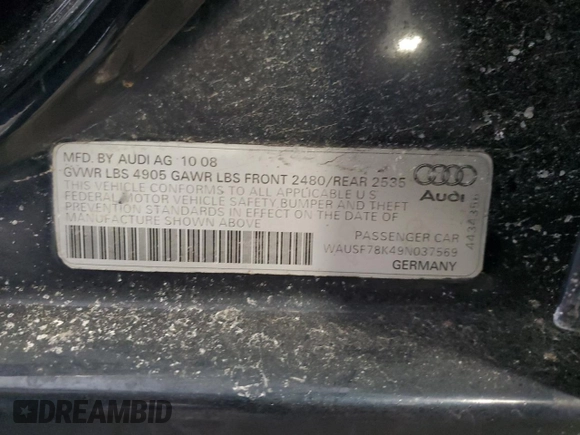 MFD. BY AUDI AG 10 08
GVWR LBS 4905 GAWR LBS FRONT 2480/REAR 2535
THIS VEHICLE CONFORMS TO ALL APPLICABLE U S
FEDERAL MOTOR VEHICLE SAFETY BUMPER AND THEFT
PREVENTION STANDARDS IN EFFECT ON THE DATE OF
MANUFACTURE SHOWN ABOVE
Audi
PASSENGER CAR
WAUSF78K49N037569
GERMANY
DREAMBID